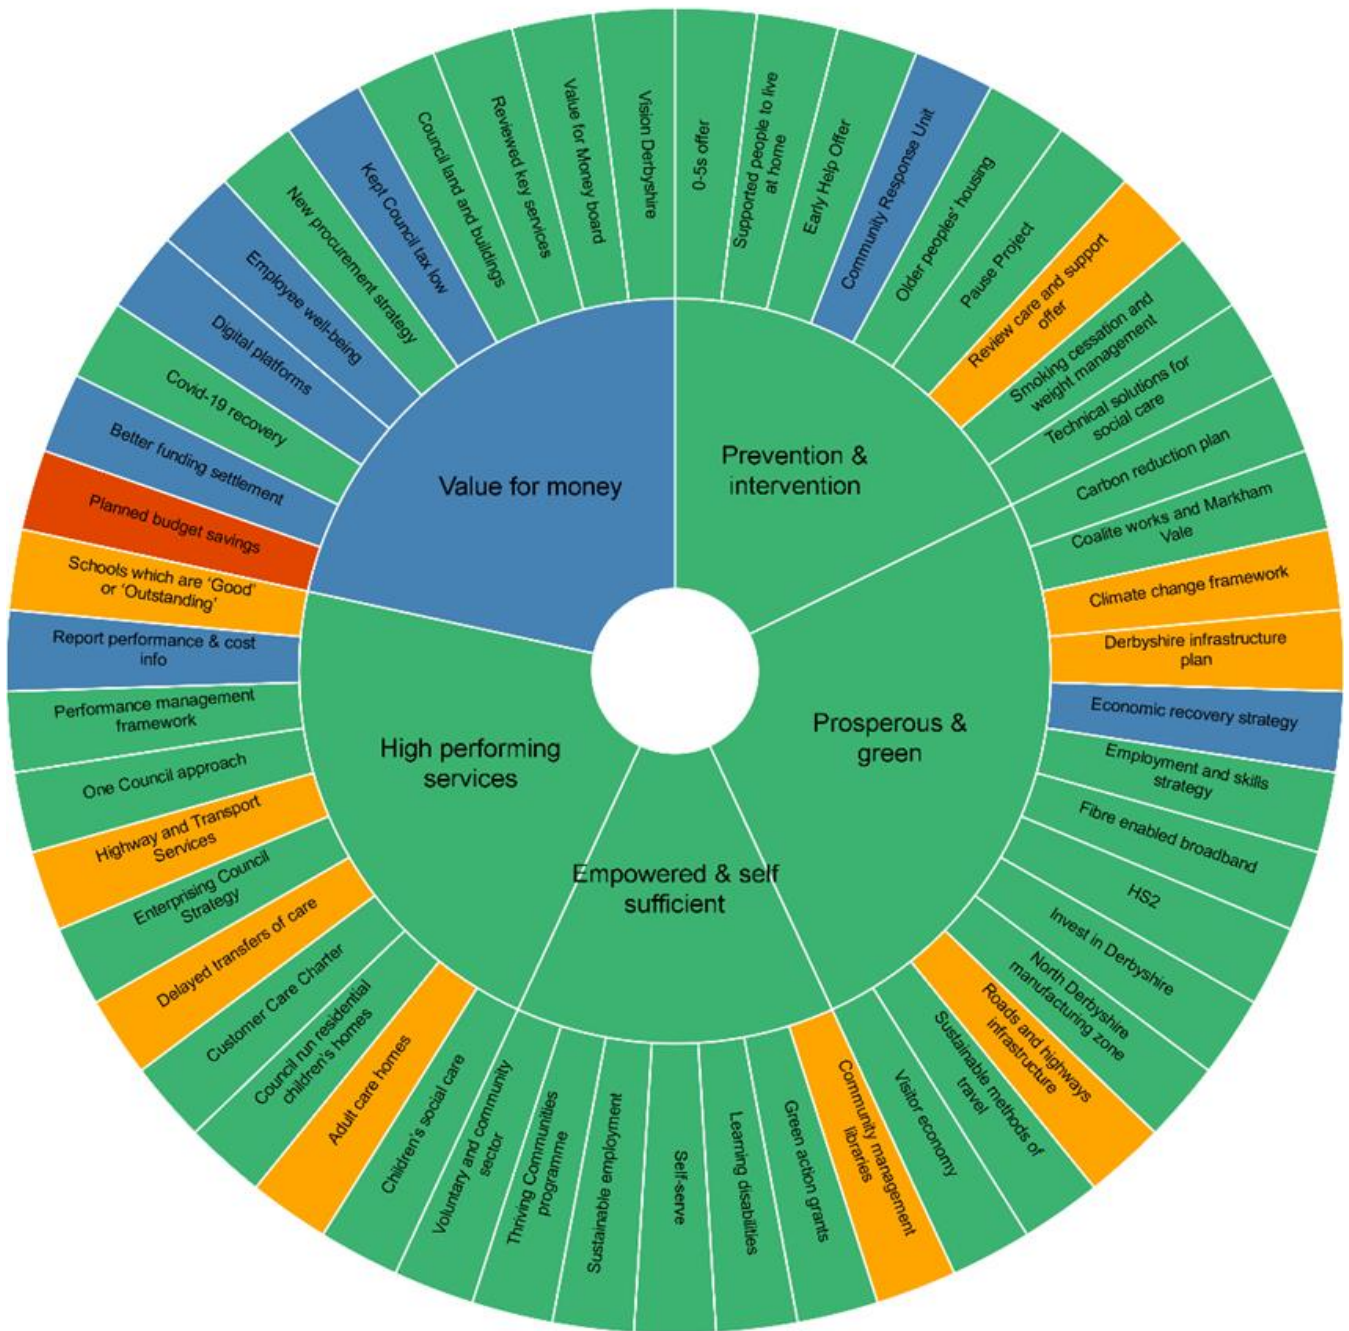 Value for money
Prevention &
intervention
Prosperous &
green
Empowered & self
sufficient
High performing
services
0-5s offer
Supported people to live
at home
Early Help Offer
Community Response Unit
Older peoples' housing
Pause Project
Review care and support
offer
Smoking cessation and
weight management
Technical solutions for
social care
Carbon reduction plan
Coalite works and Markham
Vale
Climate change framework
Derbyshire infrastructure
plan
Economic recovery strategy
Employment and skills
strategy
Fibre enabled broadband
HS2
Invest in Derbyshire
North Derbyshire
manufacturing zone
Roads and highways
infrastructure
Sustainable methods of
travel
Visitor economy
Community management
libraries
Green action grants
Learning disabilities
Self-serve
Sustainable employment
Thriving Communities
programme
Voluntary and community
sector
Children's social care
Adult care homes
Council run residential
children's homes
Customer Care Charter
Delayed transfers of care
Enterprising Council
Strategy
Highway and Transport
Services
One Council approach
Performance management
framework
Report performance & cost
info
Schools which are ‘Good’
or ‘Outstanding’
Planned budget savings
Better funding settlement
Covid-19 recovery
Digital platforms
Employee well-being
New procurement strategy
Kept Council tax low
Council land and buildings
Reviewed key services
Value for Money board
Vision Derbyshire